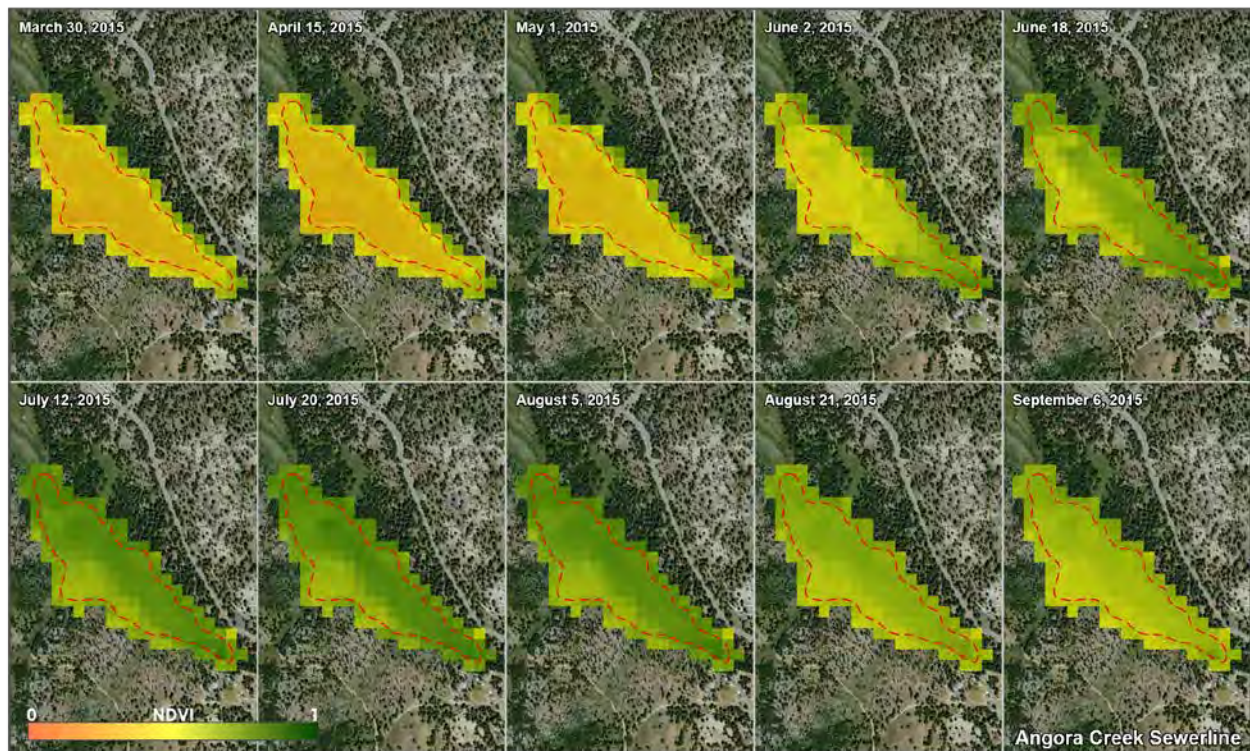 March 30, 2015
April 15, 2015
May 1, 2015
June 2, 2015
June 18, 2015
July 12, 2015
July 20, 2015
August 5, 2015
August 21, 2015
September 6, 2015
0 NDVI 1
Angora Creek Sewerline